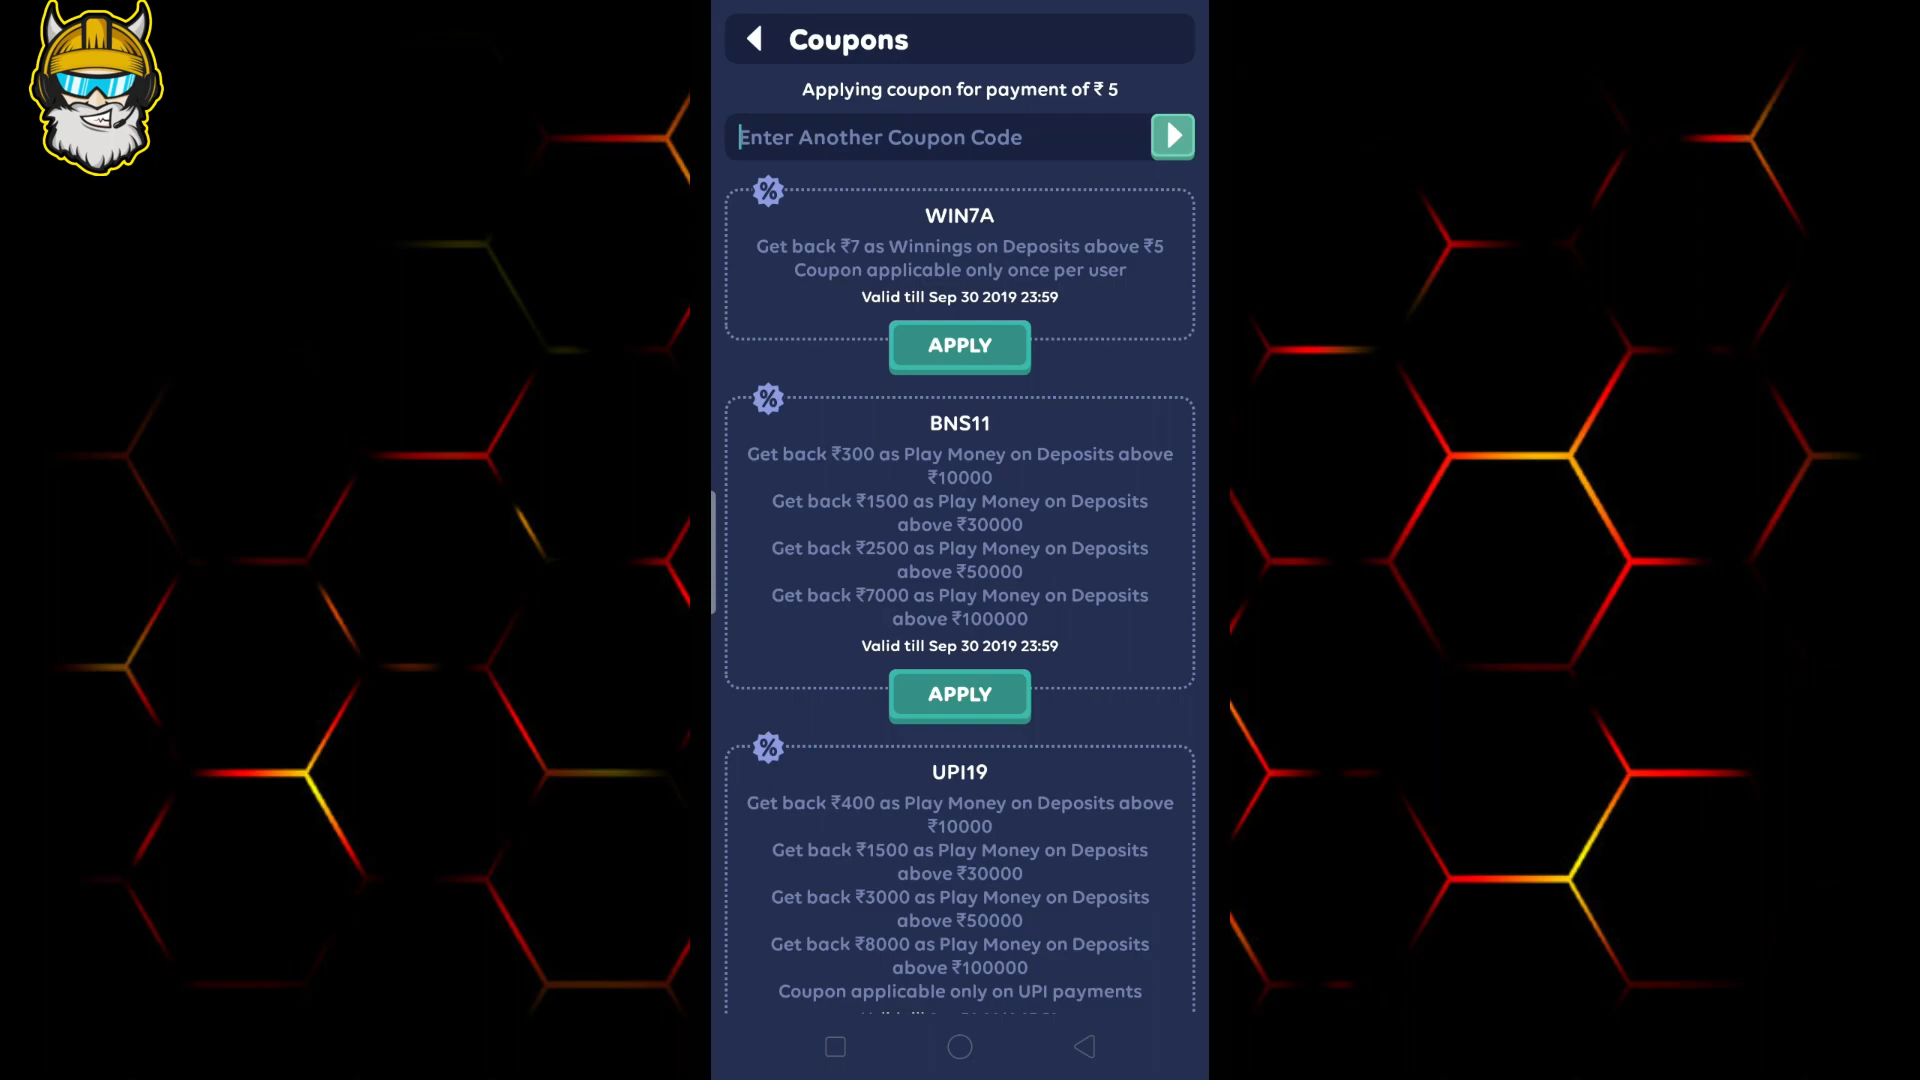 Coupons
Applying coupon for payment of ₹ 5
Enter Another Coupon Code
WIN7A
Get back ₹7 as Winnings on Deposits above ₹5
Coupon applicable only once per user
Valid till Sep 30 2019 23:59
APPLY
BNS11
Get back ₹300 as Play Money on Deposits above
₹10000
Get back ₹1500 as Play Money on Deposits
above ₹30000
Get back ₹2500 as Play Money on Deposits
above ₹50000
Get back ₹7000 as Play Money on Deposits
above ₹100000
Valid till Sep 30 2019 23:59
APPLY
UPI19
Get back ₹400 as Play Money on Deposits above
₹10000
Get back ₹1500 as Play Money on Deposits
above ₹30000
Get back ₹3000 as Play Money on Deposits
above ₹50000
Get back ₹8000 as Play Money on Deposits
above ₹100000
Coupon applicable only on UPI payments